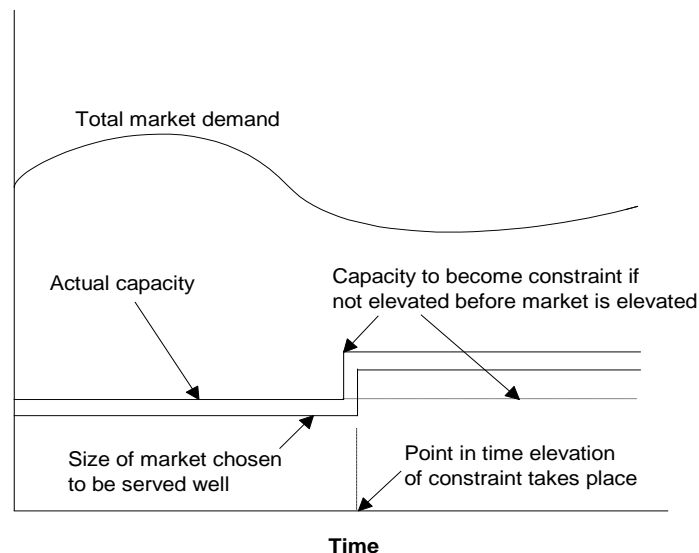 Total market demand
Actual capacity
Capacity to become constraint if
not elevated before market is elevated
Size of market chosen
to be served well
Point in time elevation
of constraint takes place
Time